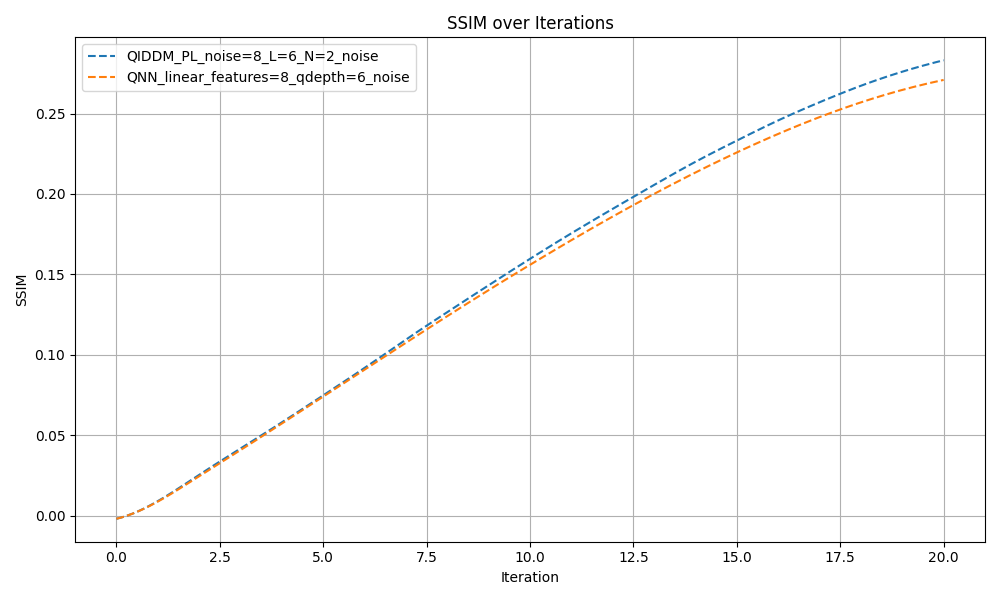 SSIM over Iterations
QIDDM_PL_noise=8_L=6_N=2_noise
QNN_linear_features=8_qdepth=6_noise
SSIM
0.25
0.20
0.15
0.10
0.05
0.00
0.0 2.5 5.0 7.5 10.0 12.5 15.0 17.5 20.0
Iteration